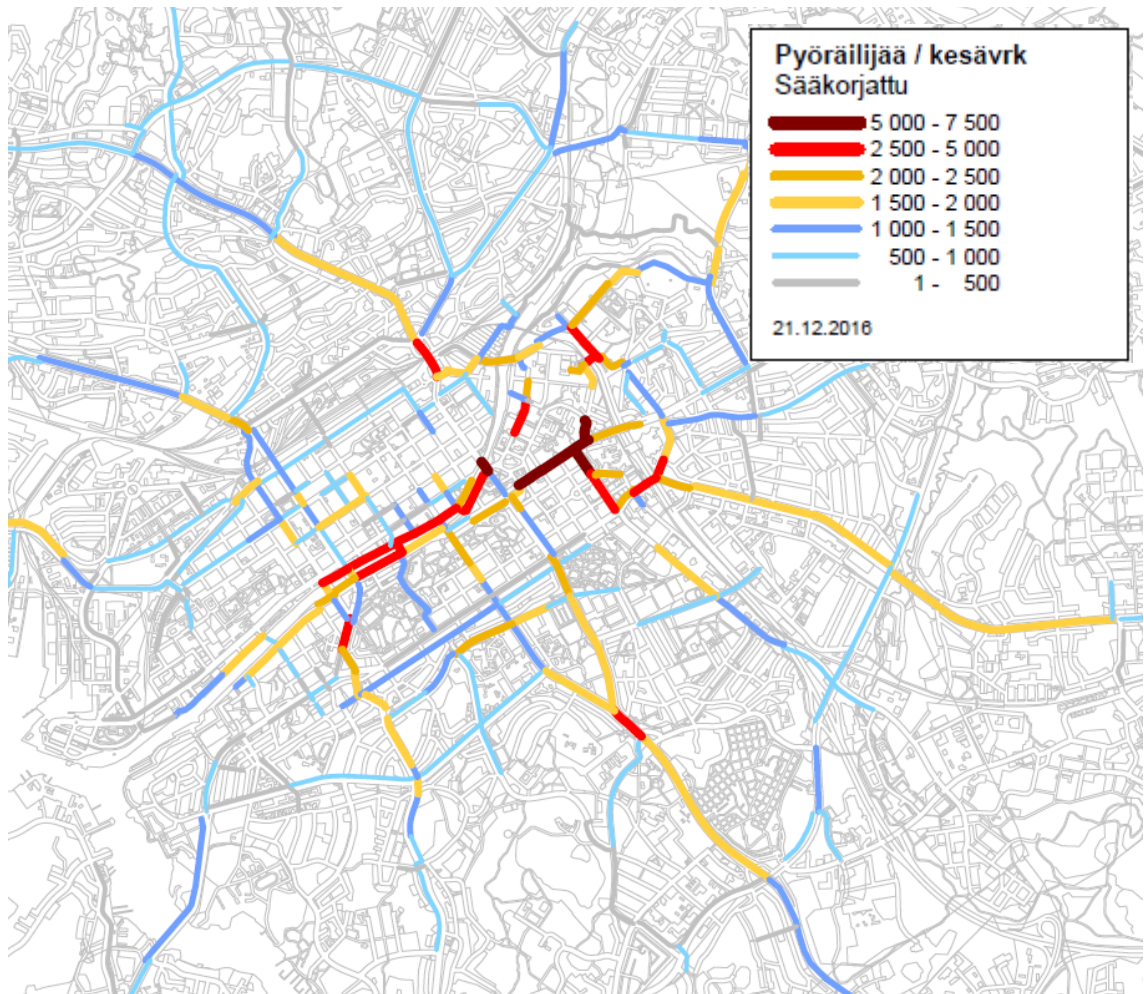 Pyöräilijää / kesävrk
Sääkorjattu
5 000 - 7 500
2 500 - 5 000
2 000 - 2 500
1 500 - 2 000
1 000 - 1 500
500 - 1 000
1 - 500
21.12.2016